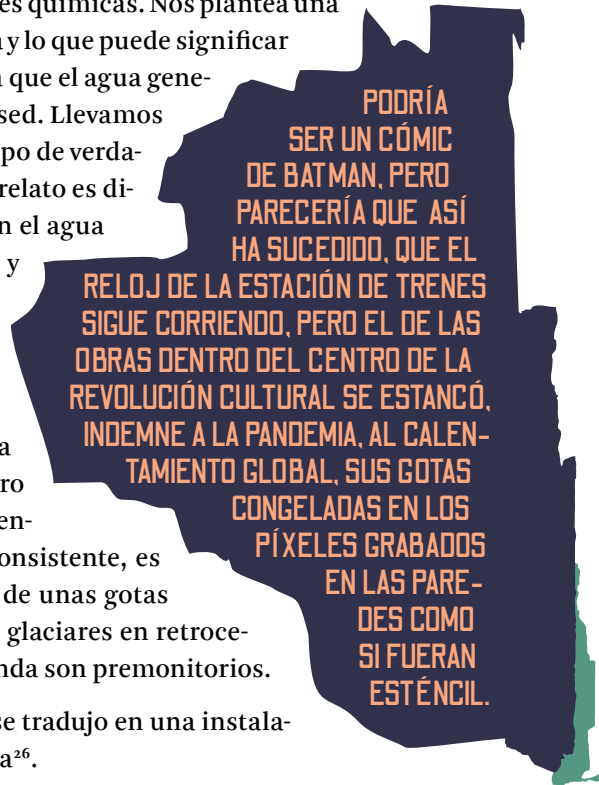 es químicas. Nos plantea una
y lo que puede significar
que el agua gene-
sed. Llevamos
po de verda-
relato es di-
n el agua
y
a
ro
en-
onsistente, es
de unas gotas
glaciares en retroce-
nda son premonitorios.
se tradujo en una instala-
a²⁶.
PODRÍA
SER UN CÓMIC
DE BATMAN, PERO
PARECERÍA QUE ASÍ
HA SUCEDIDO, QUE EL
RELOJ DE LA ESTACIÓN DE TRENES
SIGUE CORRIENDO, PERO EL DE LAS
OBRAS DENTRO DEL CENTRO DE LA
REVOLUCIÓN CULTURAL SE ESTANCÓ,
INDEMNE A LA PANDEMIA, AL CALEN-
TAMIENTO GLOBAL, SUS GOTAS
CONGELADAS EN LOS
PÍXELES GRABADOS
EN LAS PARE-
DES COMO
SI FUERAN
ESTÉNCIL.